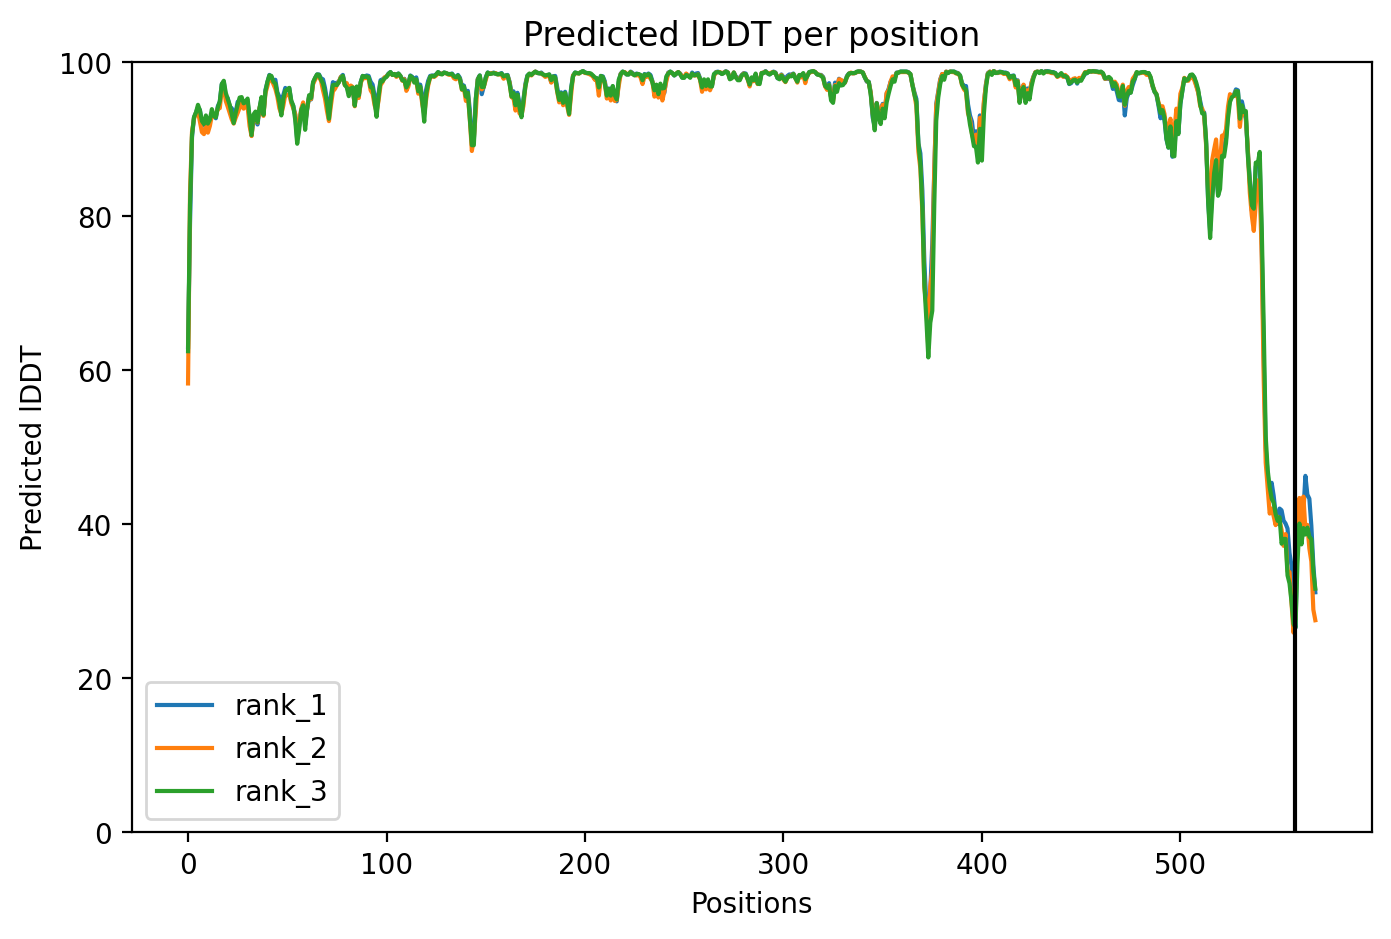 Predicted lDDT per position
100
80
60
40
20
0
Predicted lDDT
rank_1
rank_2
rank_3
0 100 200 300 400 500
Positions